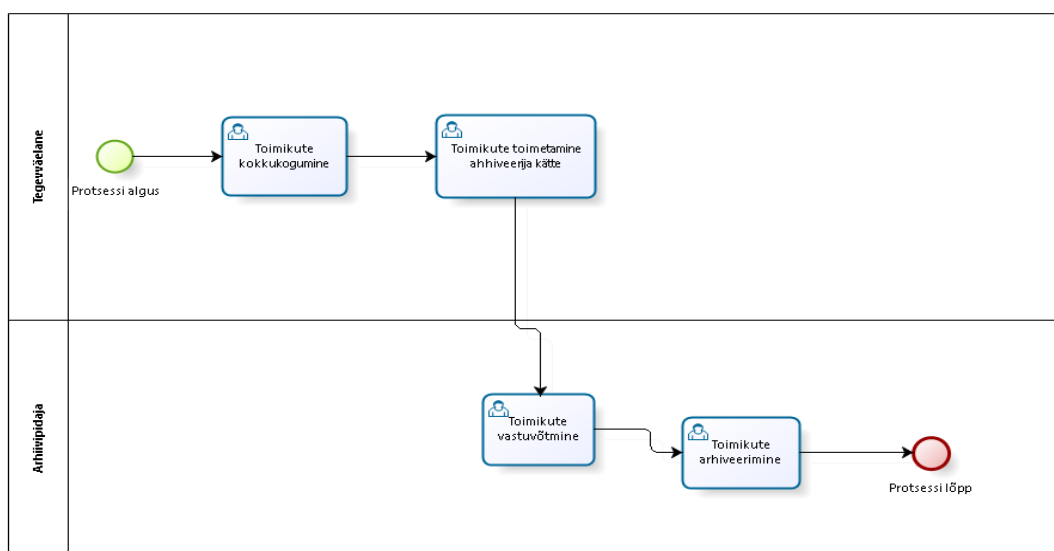 Tegevväelane
Protsessi algus
Toimikute
kokkukogumine
Toimikute toimetamine
ahhiveerija kätte
Arhiivipidaja
Toimikute
vastuvõtmine
Toimikute
arhiveerimine
Protsessi lõpp